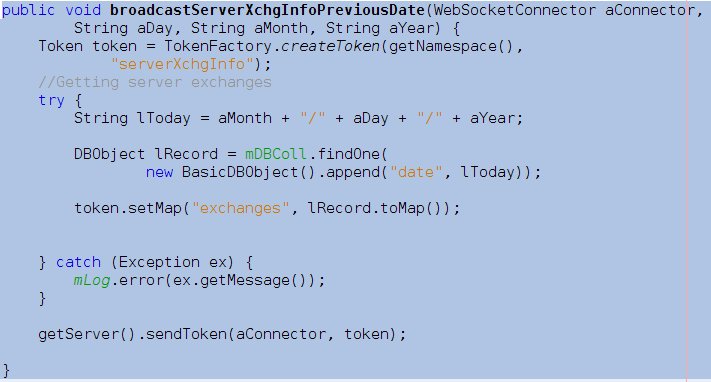 public void broadcastServerXchgInfoPreviousDate(WebSocketConnector aConnector,
        String aDay, String aMonth, String aYear) {
    Token token = TokenFactory.createToken(getNamespace(),
            "serverXchgInfo");
    //Getting server exchanges
    try {
        String lToday = aMonth + "/" + aDay + "/" + aYear;

        DBObject lRecord = mDBColl.findOne(
                new BasicDBObject().append("date", lToday));

        token.setMap("exchanges", lRecord.toMap());


    } catch (Exception ex) {
        mLog.error(ex.getMessage());
    }

    getServer().sendToken(aConnector, token);

}